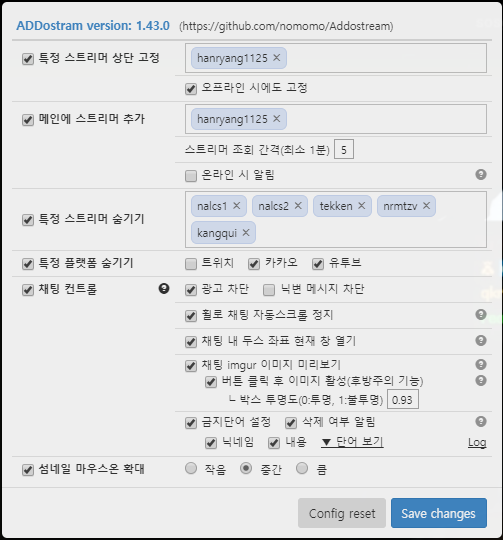 ADDostram version: 1.43.0 (https://github.com/nomomo/Addostream)
특정 스트리머 상단 고정
hanryang1125 ×
오프라인 시에도 고정
메인에 스트리머 추가
hanryang1125 ×
스트리머 조회 간격(최소 1분) 5
온라인 시 알림
특정 스트리머 숨기기
nalcs1 × nalcs2 × tekken × nrmtzv ×
kangqui ×
특정 플랫폼 숨기기 트위치 카카오 유투브
채팅 컨트롤 광고 차단 닉변 메시지 차단
휠로 채팅 자동스크롤 정지
채팅 내 두스 좌표 현재 창 열기
채팅 imgur 이미지 미리보기
버튼 클릭 후 이미지 활성(후방주의 기능)
ㄴ박스 투명도(0:투명, 1:불투명) 0.93
금지단어 설정 삭제 여부 알림
닉네임 내용 ▼ 단어 보기 Log
섬네일 마우스온 확대 작음 중간 큼
Config reset Save changes